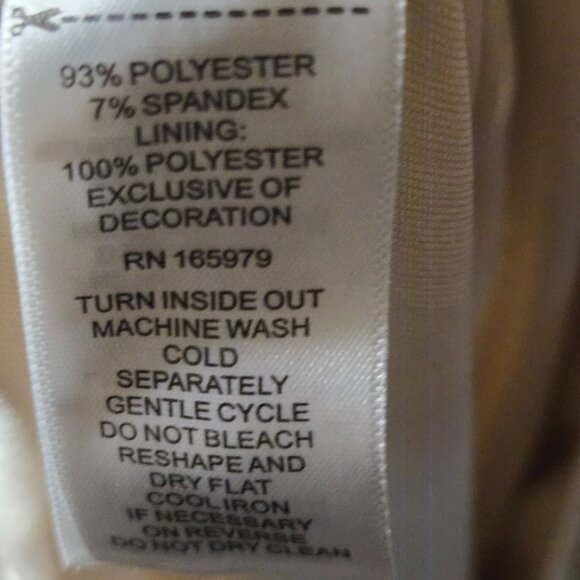 93% POLYESTER
7% SPANDEX
LINING:
100% POLYESTER
EXCLUSIVE OF
DECORATION
RN 165979
TURN INSIDE OUT
MACHINE WASH
COLD
SEPARATELY
GENTLE CYCLE
DO NOT BLEACH
RESHAPE AND
DRY FLAT
COOL IRON
IF NECESSARY
ON REVERSE
DO NOT DRY CLEAN